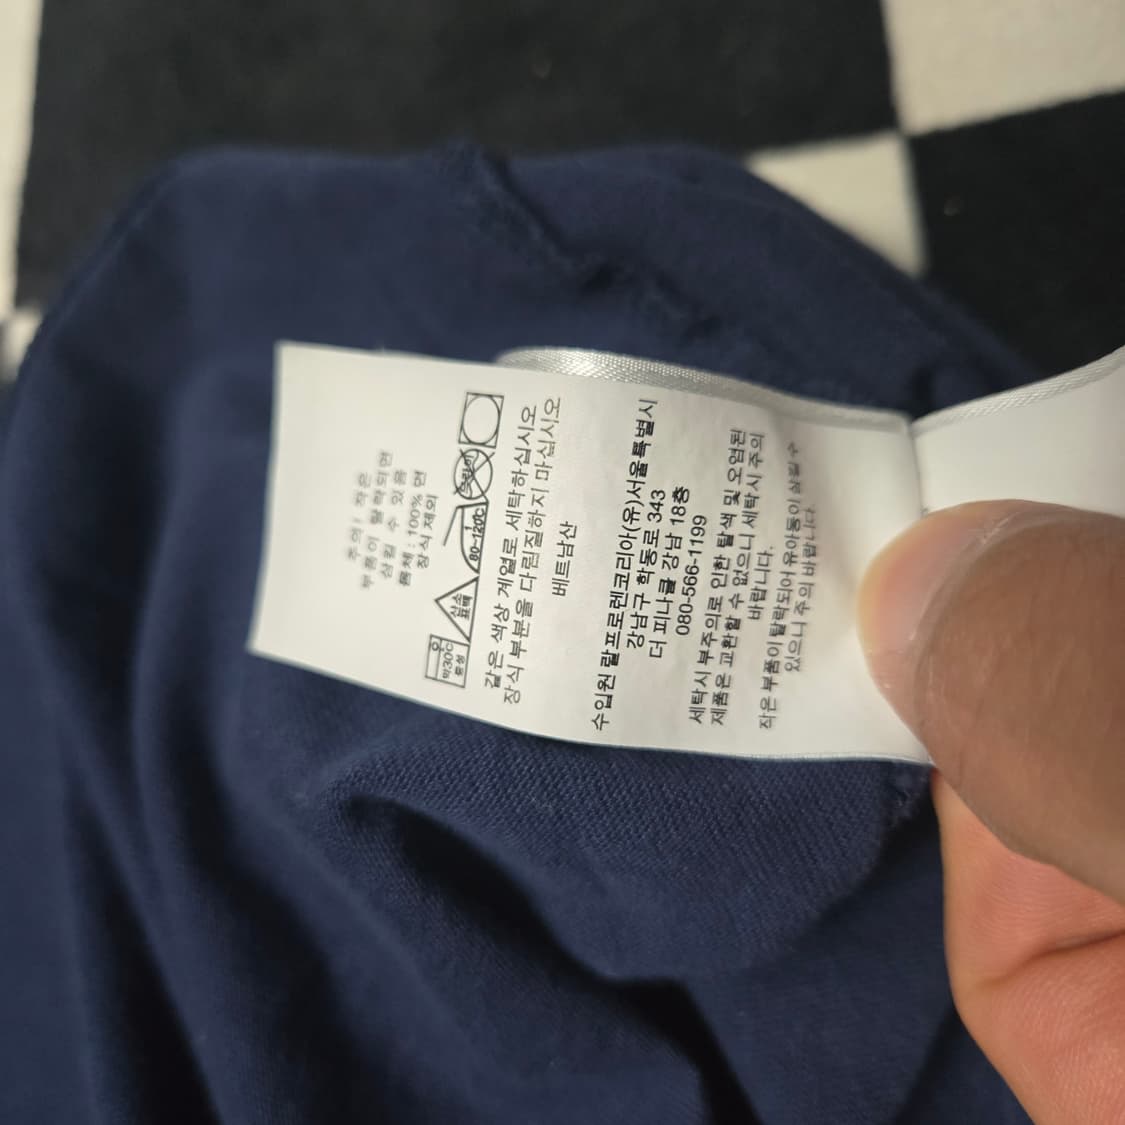 주의! 작은
부품이 탈락되면
삼킬 수 있음
몸체 : 100% 면
장식 제외
약30℃
중성
산소
표백
80~120℃
드라이
같은 색상 계열로 세탁하십시오
장식 부분을 다림질하지 마십시오
베트남산
수입원 랄프로렌코리아(유)서울특별시
강남구 학동로 343
더 피나클 강남 18층
080-566-1199
세탁시 부주의로 인한 탈색 및 오염된
제품은 교환할 수 없으니 세탁시 주의
바랍니다.
작은 부품이 탈락되어 유아동이 삼킬 수
있으니 주의 바랍니다.